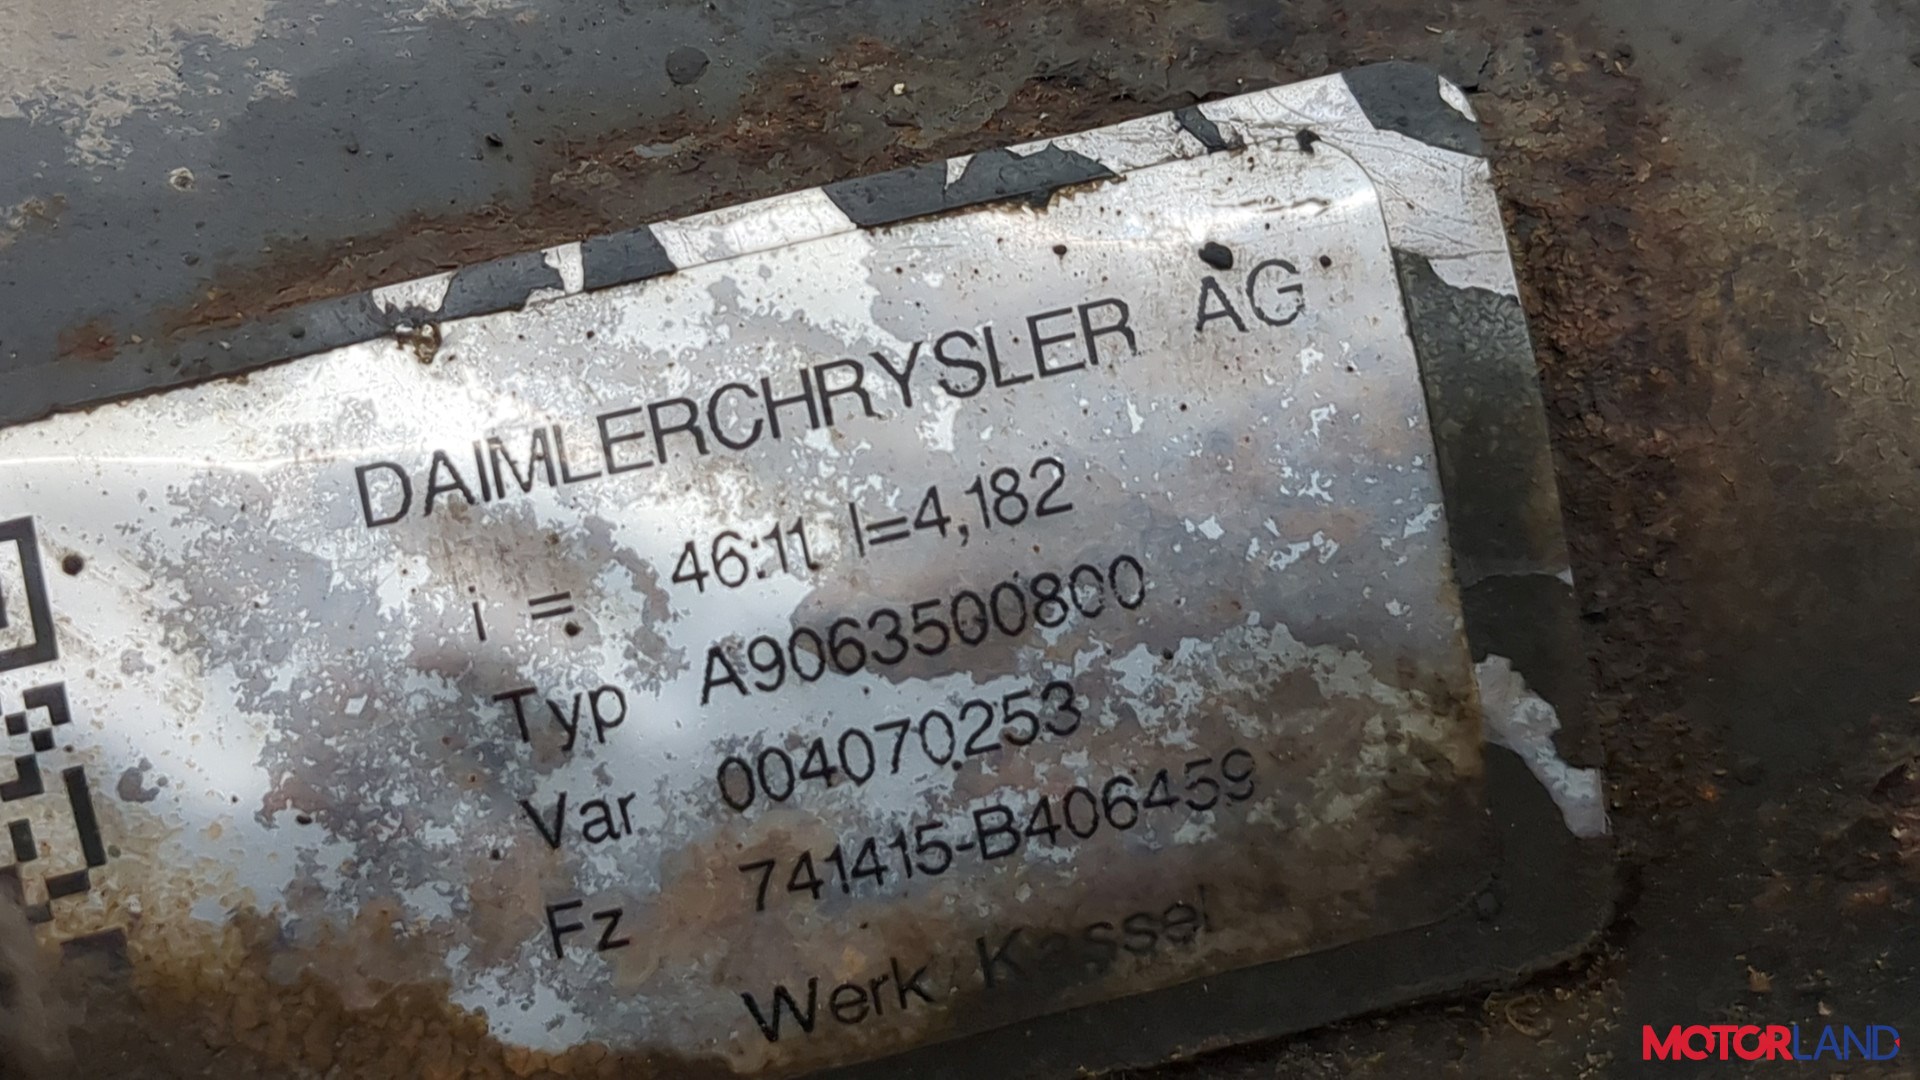 DAIMLERCHRYSLER AG
i = 46:11 I=4,182
Typ A9063500800
Var 004070253
Fz 741415-B406459
Werk Kassel
MOTORLAND